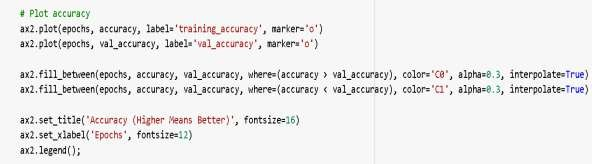 # Plot accuracy
ax2.plot(epochs, accuracy, label='training_accuracy', marker='o')
ax2.plot(epochs, val_accuracy, label='val_accuracy', marker='o')
ax2.fill_between(epochs, accuracy, val_accuracy, where=(accuracy > val_accuracy), color='C0', alpha=0.3, interpolate=True)
ax2.fill_between(epochs, accuracy, val_accuracy, where=(accuracy < val_accuracy), color='C1', alpha=0.3, interpolate=True)
ax2.set_title('Accuracy (Higher Means Better)', fontsize=16)
ax2.set_xlabel('Epochs', fontsize=12)
ax2.legend();